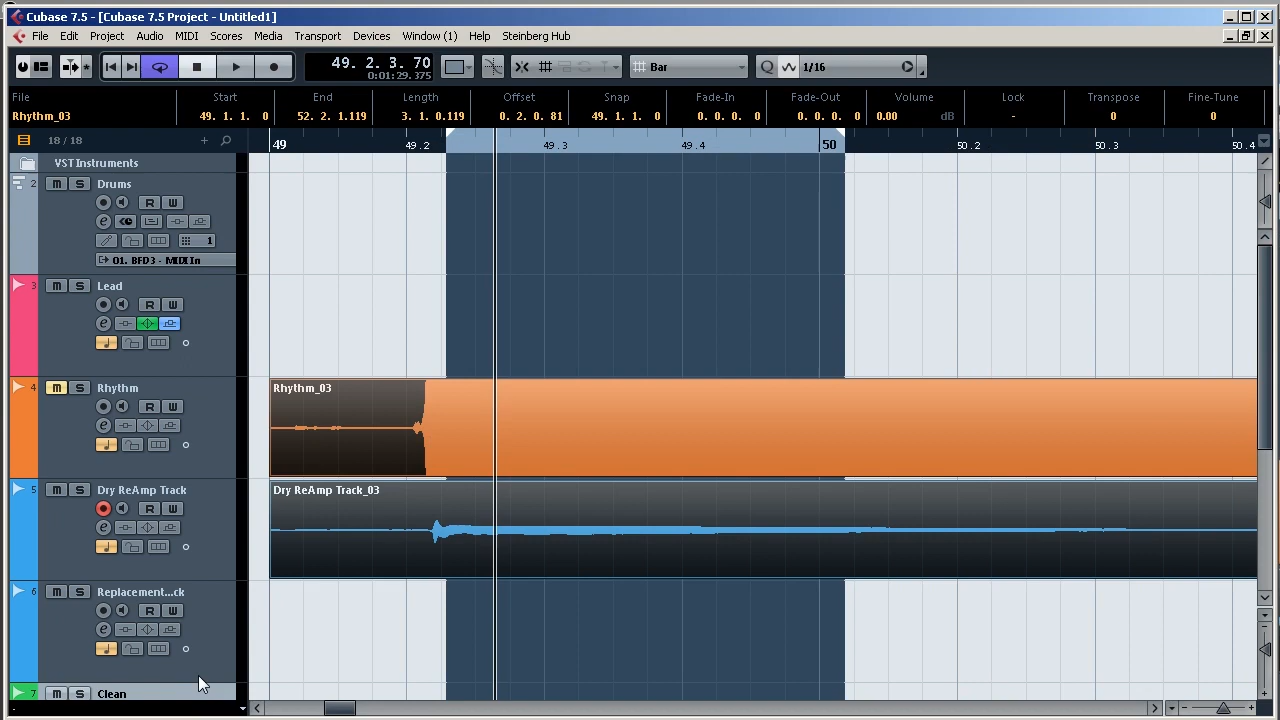 Cubase 7.5 - [Cubase 7.5 Project - Untitled1]
File Edit Project Audio MIDI Scores Media Transport Devices Window (1) Help Steinberg Hub
49. 2. 3. 70
0:01:29.375
Bar
Q 1/16
File Start End Length Offset Snap Fade-In Fade-Out Volume Lock Transpose Fine-Tune
Rhythm_03 49. 1. 1. 0 52. 2. 1.119 3. 1. 0.119 0. 2. 0. 81 49. 1. 1. 0 0. 0. 0. 0 0. 0. 0. 0 0.00 dB - 0 0
18 / 18
49 49.2 49.3 49.4 50 50.2 50.3 50.4
VST Instruments
2 M S Drums
R W
e
1
01. BFD3 - MIDI In
3 M S Lead
R W
e
4 M S Rhythm
Rhythm_03
R W
e
5 M S Dry ReAmp Track
Dry ReAmp Track_03
R W
e
6 M S Replacement...ck
R W
e
7 M S Clean